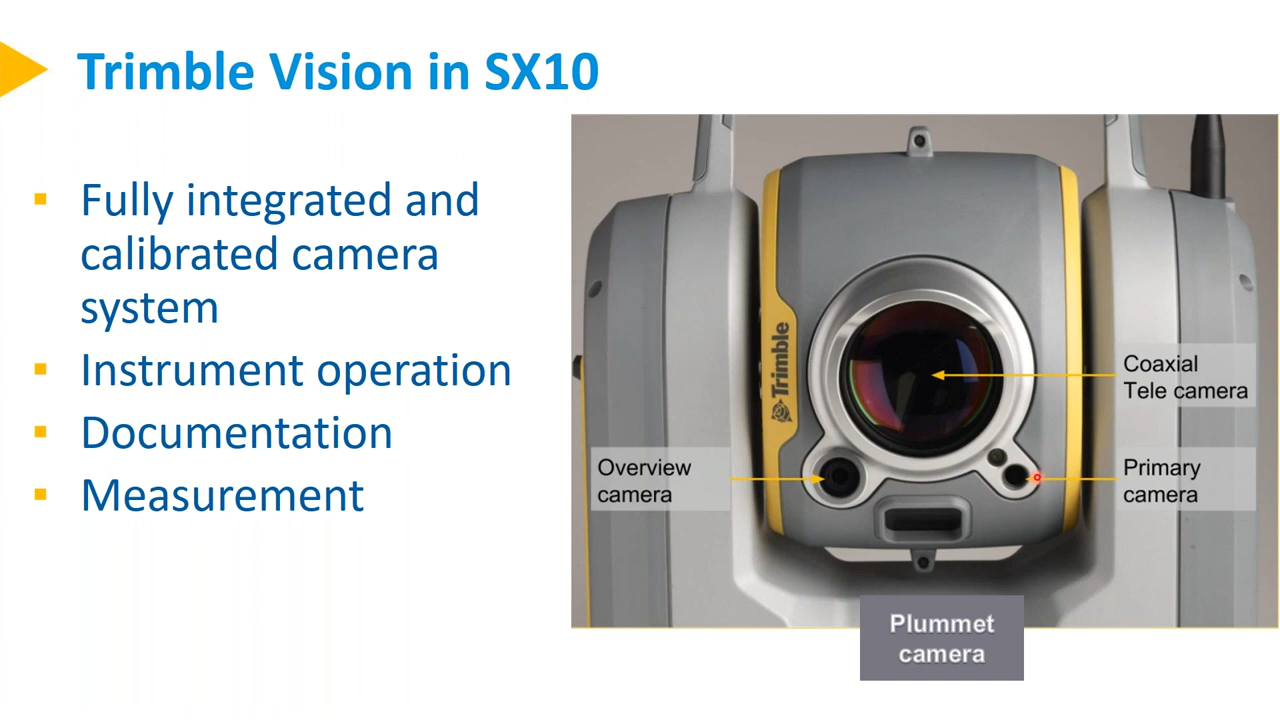 Trimble Vision in SX10
Fully integrated and
calibrated camera
system
Instrument operation
Documentation
Measurement
Trimble
Coaxial
Tele camera
Overview
camera
Primary
camera
Plummet
camera